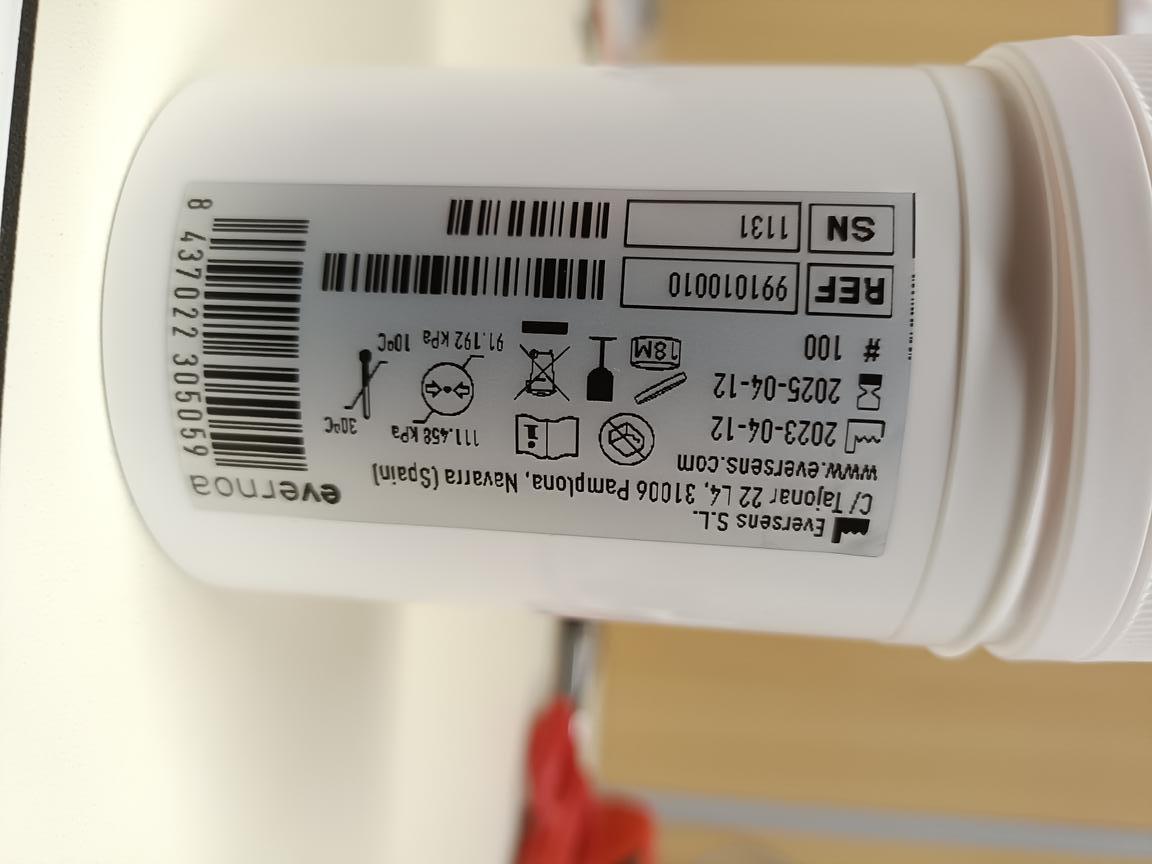 Eversens S.L.
C/ Tajonar 22 L4, 31006 Pamplona, Navarra (Spain)
www.eversens.com
2023-04-12
2025-04-12
# 100
18M
111.458 kPa
91.192 kPa
30ºC
10ºC
REF 991010010
SN 1131
evernoa
8 437022 305059